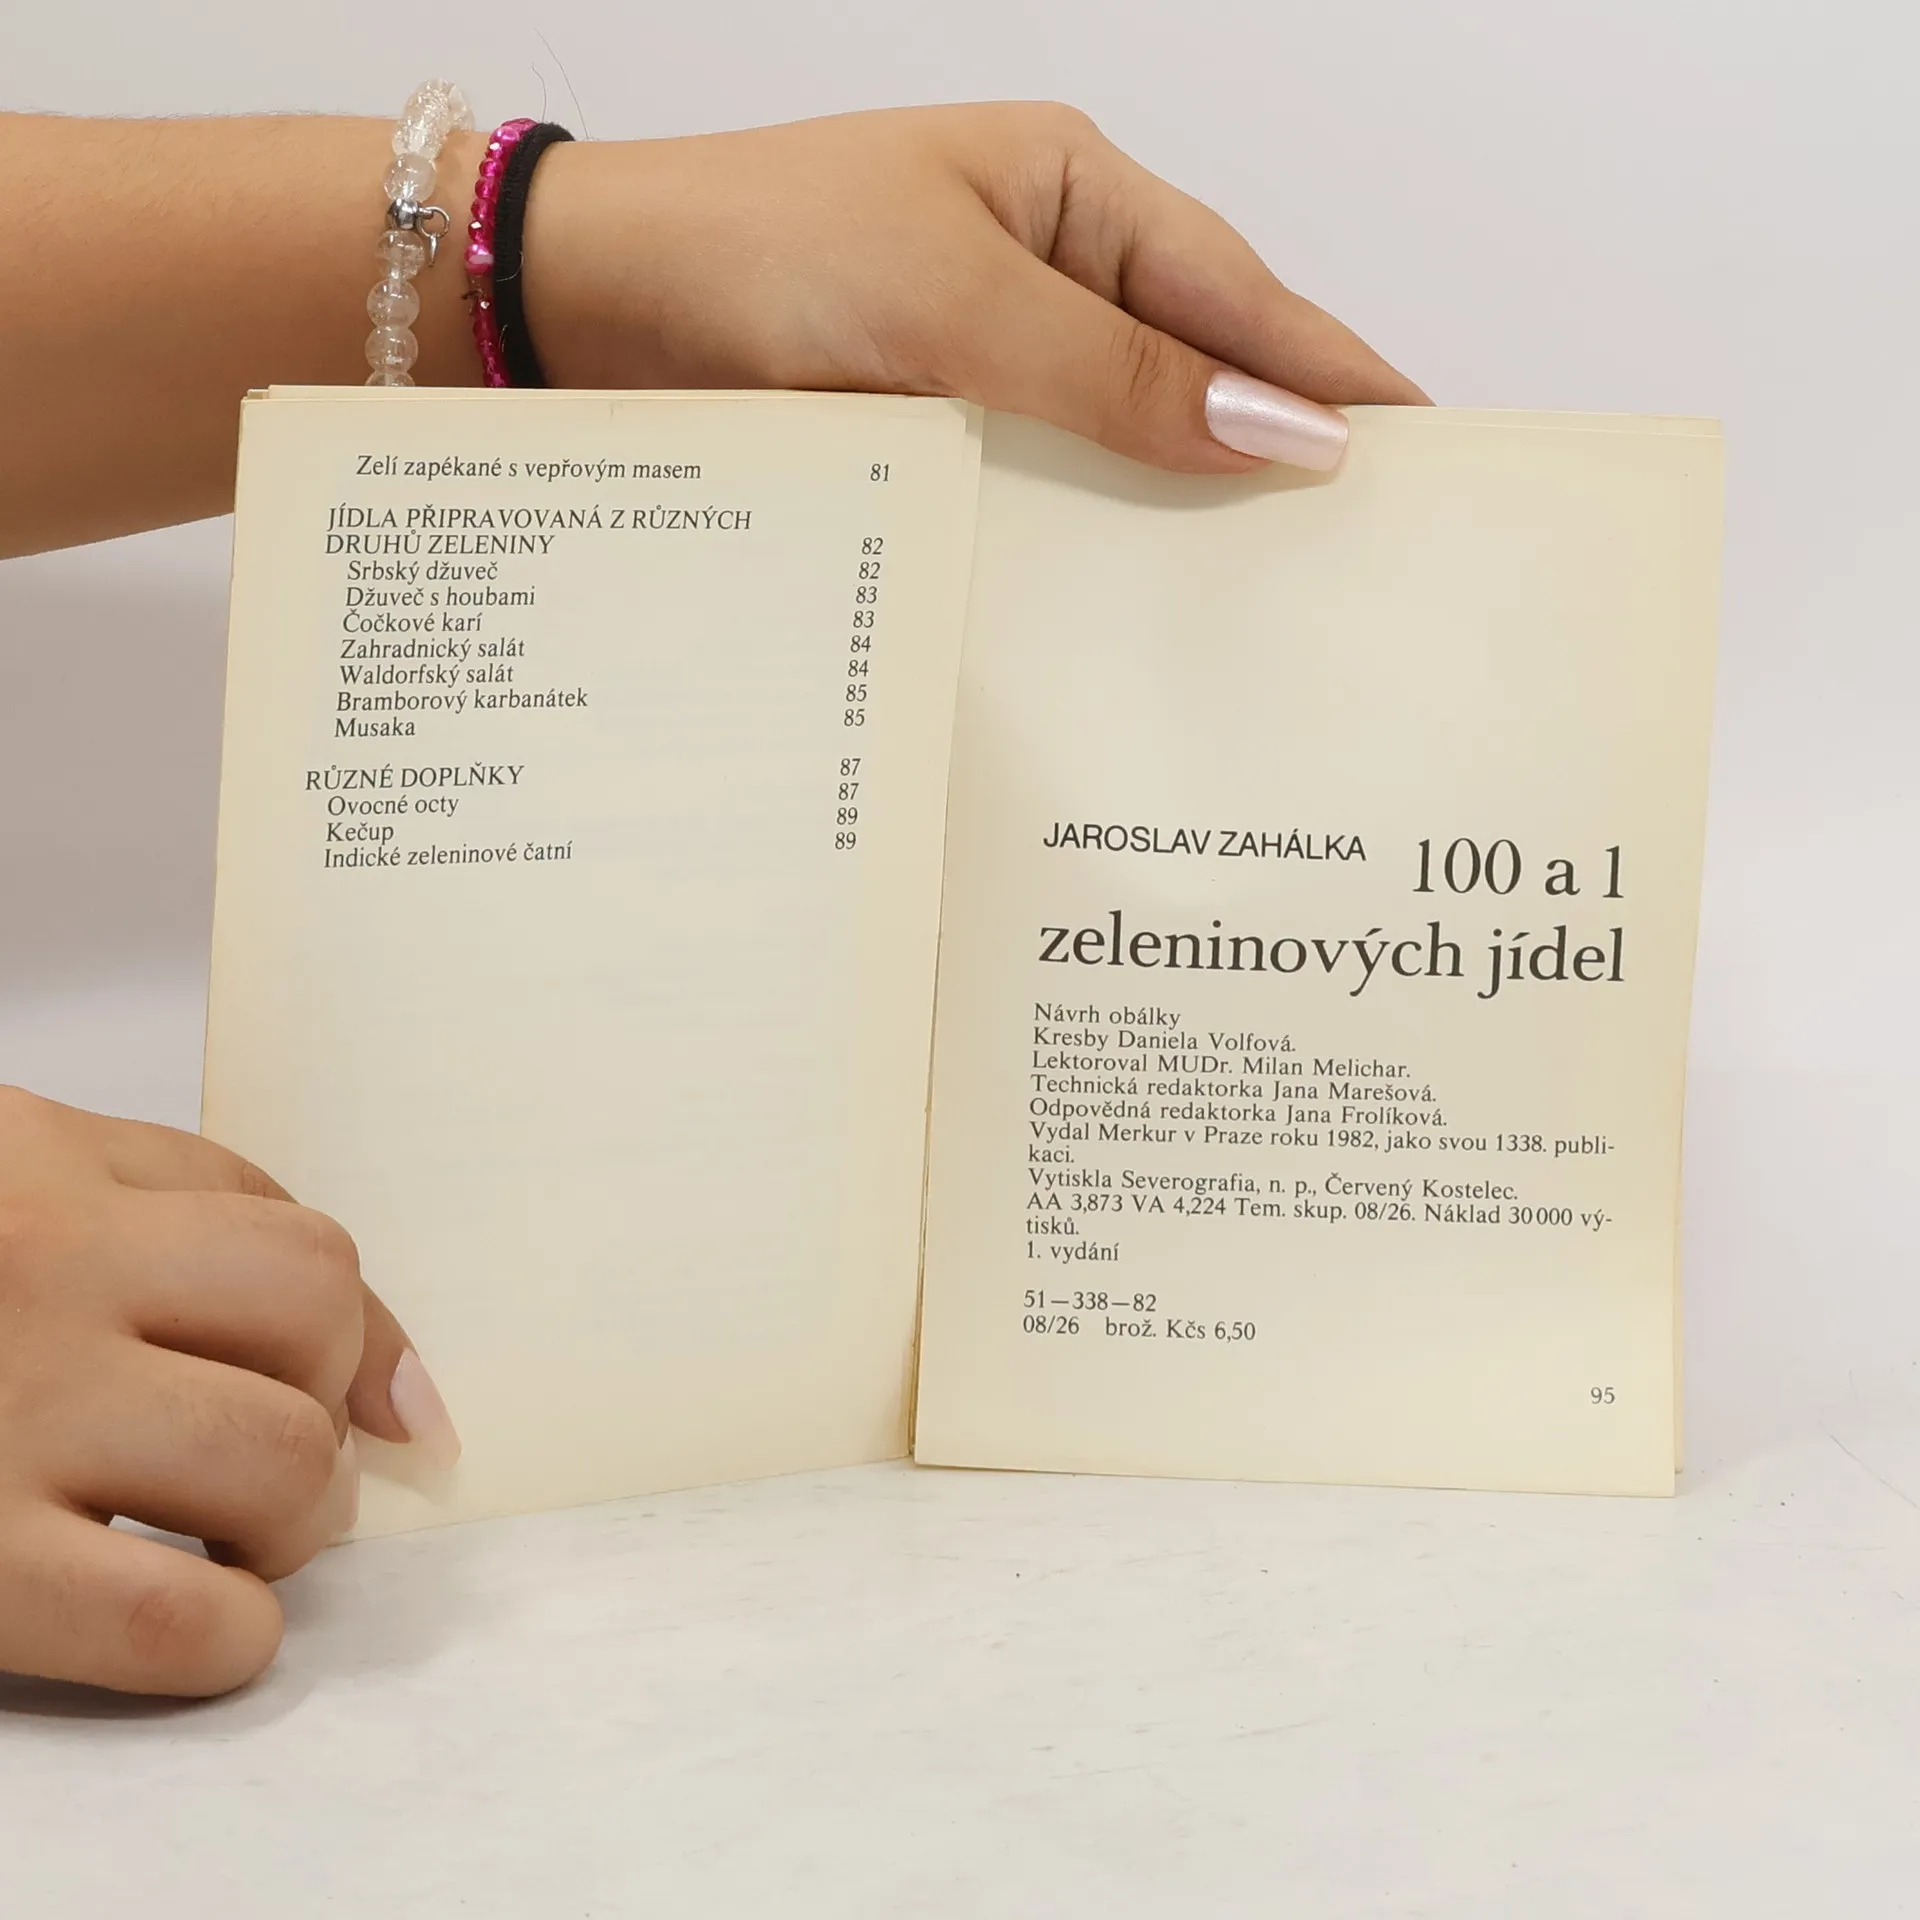 Zelí zapékané s vepřovým masem 81
JÍDLA PŘIPRAVOVANÁ Z RŮZNÝCH
DRUHŮ ZELENINY 82
Srbský džuveč 82
Džuveč s houbami 83
Čočkové karí 83
Zahradnický salát 84
Waldorfský salát 84
Bramborový karbanátek 85
Musaka 85
RŮZNÉ DOPLŇKY 87
Ovocné octy 87
Kečup 89
Indické zeleninové čatní 89
JAROSLAV ZAHÁLKA 100 a 1
zeleninových jídel
Návrh obálky
Kresby Daniela Volfová.
Lektoroval MUDr. Milan Melichar.
Technická redaktorka Jana Marešová.
Odpovědná redaktorka Jana Frolíková.
Vydal Merkur v Praze roku 1982, jako svou 1338. publi-
kaci.
Vytiskla Severografia, n. p., Červený Kostelec.
AA 3,873 VA 4,224 Tem. skup. 08/26. Náklad 30 000 vý-
tisků.
1. vydání
51—338—82
08/26 brož. Kčs 6,50
95